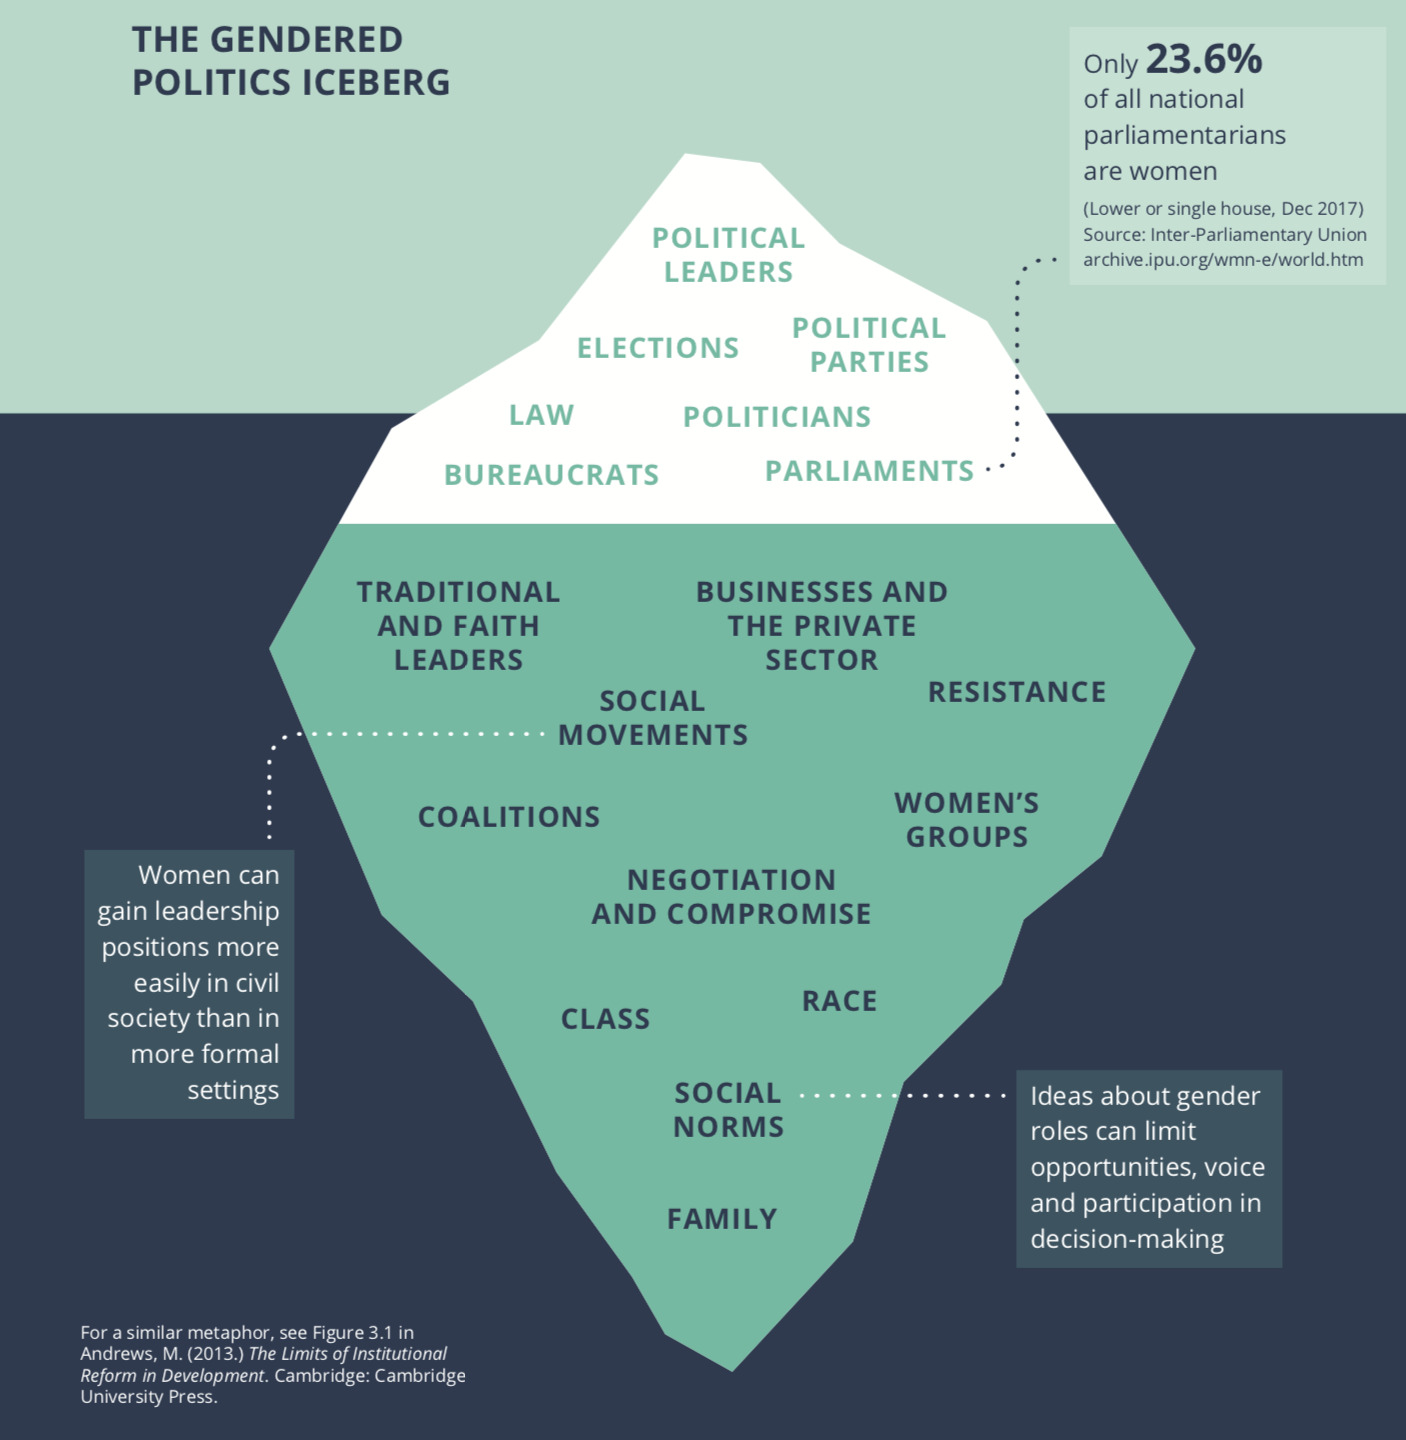 THE GENDERED
POLITICS ICEBERG
Only 23.6%
of all national
parliamentarians
are women
(Lower or single house, Dec 2017)
Source: Inter-Parliamentary Union
archive.ipu.org/wmn-e/world.htm
POLITICAL
LEADERS
ELECTIONS
POLITICAL
PARTIES
LAW
POLITICIANS
BUREAUCRATS
PARLIAMENTS
TRADITIONAL
AND FAITH
LEADERS
BUSINESSES AND
THE PRIVATE
SECTOR
RESISTANCE
SOCIAL
MOVEMENTS
COALITIONS
WOMEN’S
GROUPS
Women can
gain leadership
positions more
easily in civil
society than in
more formal
settings
NEGOTIATION
AND COMPROMISE
CLASS
RACE
SOCIAL
NORMS
Ideas about gender
roles can limit
opportunities, voice
and participation in
decision-making
FAMILY
For a similar metaphor, see Figure 3.1 in
Andrews, M. (2013.) The Limits of Institutional
Reform in Development. Cambridge: Cambridge
University Press.